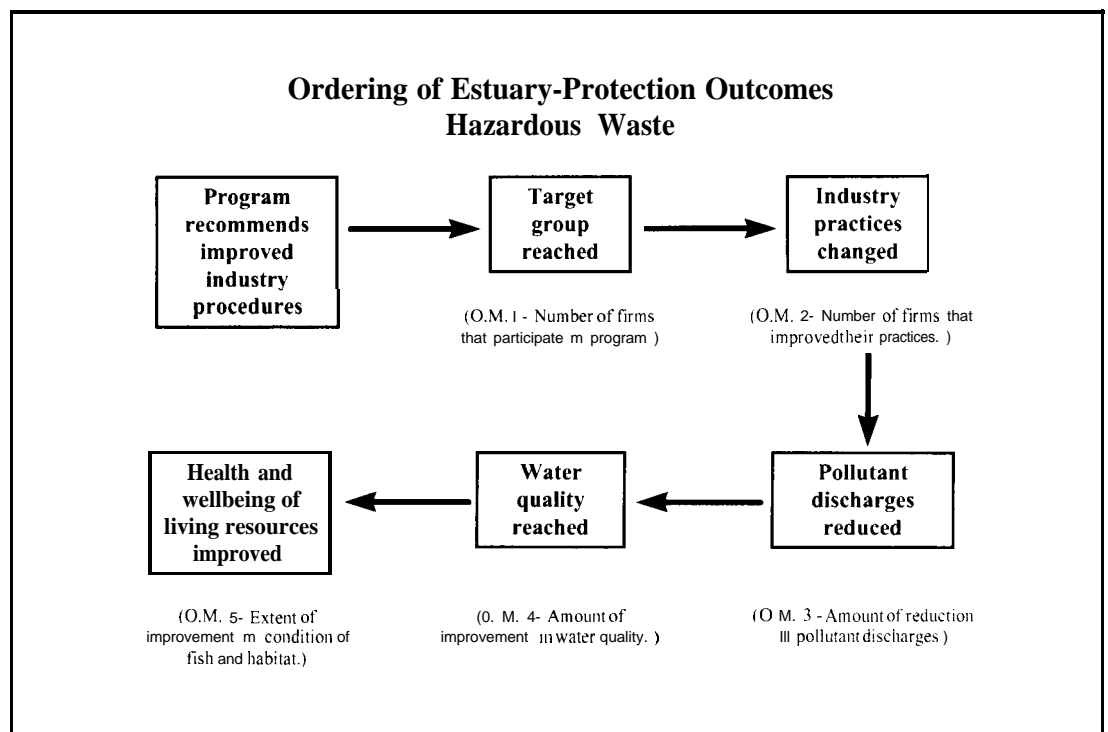 Ordering of Estuary-Protection Outcomes
Hazardous Waste
Program
recommends
improved
industry
procedures
Target
group
reached
Industry
practices
changed
(O.M. I - Number of firms
that participate m program )
(O.M. 2- Number of firms that
improvedtheir practices. )
Health and
wellbeing of
living resources
improved
Water
quality
reached
Pollutant
discharges
reduced
(O.M. 5- Extent of
improvement m condition of
fish and habitat.)
(0. M. 4- Amount of
improvement in water quality. )
(O M. 3 - Amount of reduction
III pollutant discharges )